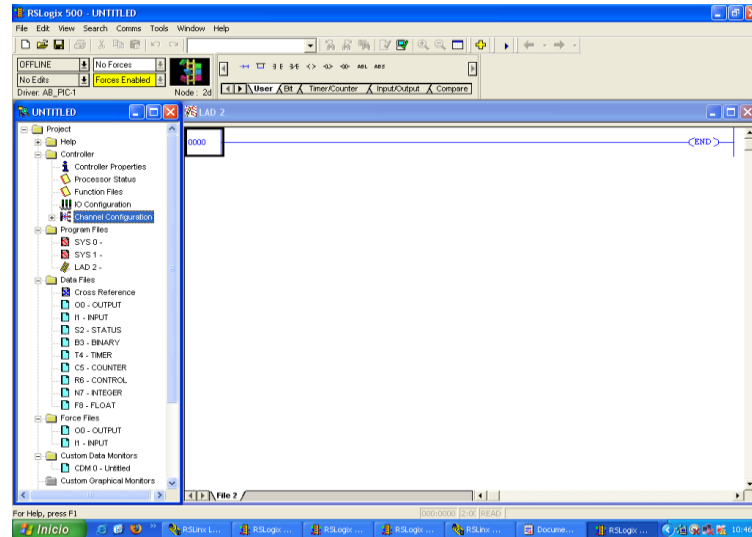 RSLogix 500 - UNTITLED
File Edit View Search Comms Tools Window Help
OFFLINE No Forces
No Edits Forces Enabled
Driver: AB_PIC-1 Node : 2d
ABL ABS
User Bit Timer/Counter Input/Output Compare
UNTITLED
LAD 2
Project
Help
Controller
Controller Properties
Processor Status
Function Files
IO Configuration
Channel Configuration
Program Files
SYS 0 -
SYS 1 -
LAD 2 -
Data Files
Cross Reference
O0 - OUTPUT
I1 - INPUT
S2 - STATUS
B3 - BINARY
T4 - TIMER
C5 - COUNTER
R6 - CONTROL
N7 - INTEGER
F8 - FLOAT
Force Files
O0 - OUTPUT
I1 - INPUT
Custom Data Monitors
CDM 0 - Untitled
Custom Graphical Monitors
0000
END
File 2
For Help, press F1
000:0000 2:00 READ
Inicio
RSLinx L...
RSLogix ...
RSLogix ...
RSLogix ...
RSLinx ...
Docume...
RSLogix ...
10:46